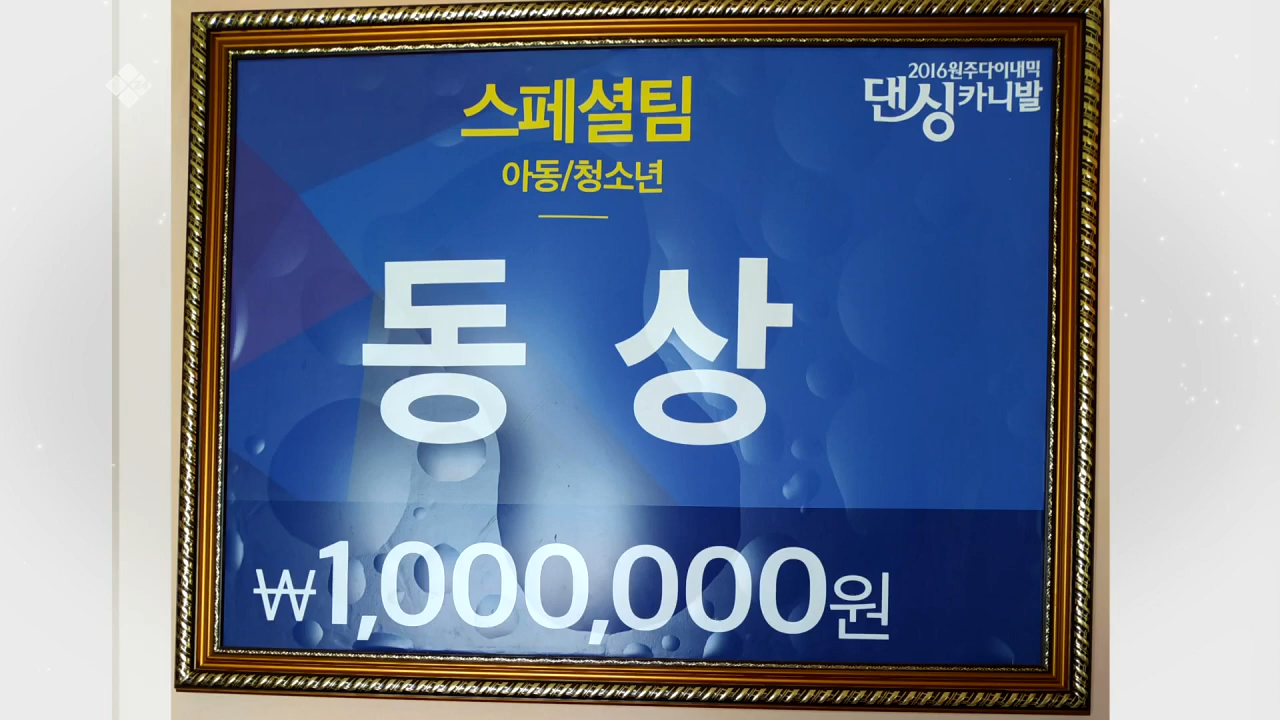 2016원주다이내믹
댄싱카니발
스페셜팀
아동/청소년
동 상
₩1,000,000원